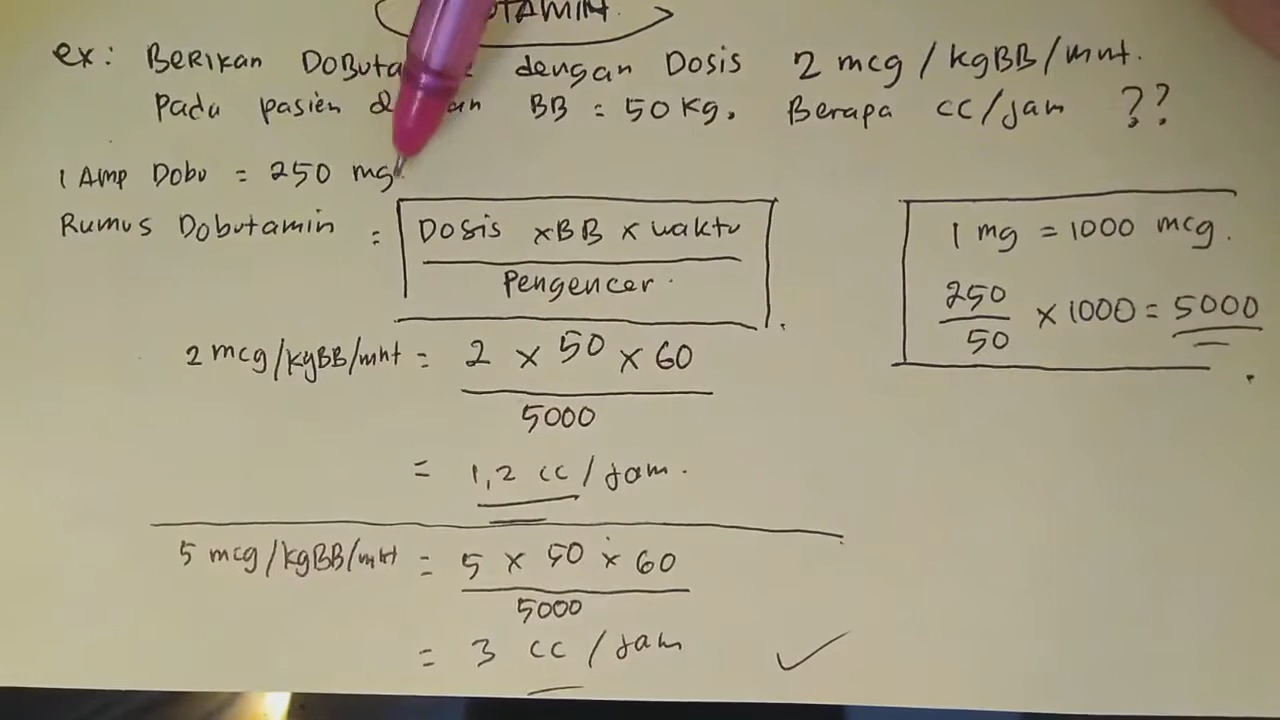 ex: Berikan Dobuta dengan Dosis 2 mcg/kgBB/mnt.
Pada pasien BB = 50 Kg. Berapa cc/jam ??
1 Amp Dobu = 250 mg
Rumus Dobutamin = Dosis x BB x waktu
Pengencer.
1 mg = 1000 mcg.
250
50
x 1000 = 5000
2 mcg/kgBB/mnt = 2 x 50 x 60
5000
= 1,2 cc/jam.
5 mcg/kgBB/mnt = 5 x 50 x 60
5000
= 3 cc/jam